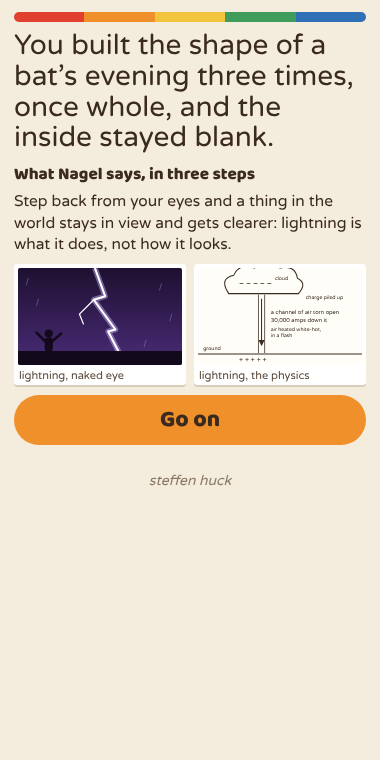 You built the shape of a
bat’s evening three times,
once whole, and the
inside stayed blank.
What Nagel says, in three steps
Step back from your eyes and a thing in the
world stays in view and gets clearer: lightning is
what it does, not how it looks.
cloud
charge piled up
a channel of air torn open
30,000 amps down it
air heated white-hot,
in a flash
ground
+ + + + +
lightning, naked eye
lightning, the physics
Go on
steffen huck